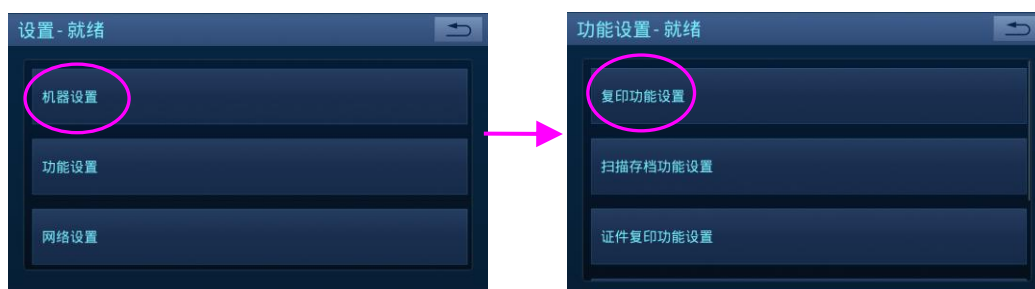 设置-就绪
机器设置
功能设置
网络设置
功能设置-就绪
复印功能设置
扫描存档功能设置
证件复印功能设置